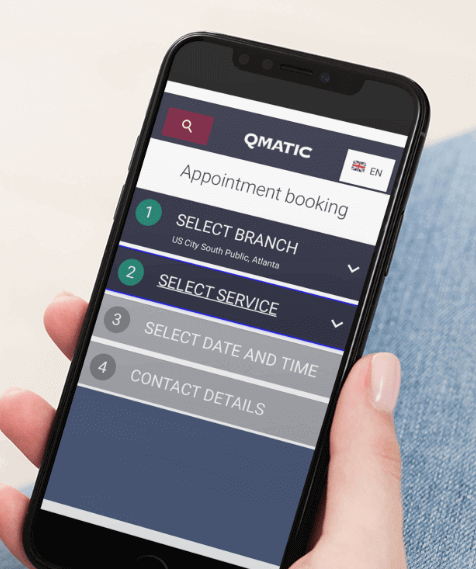 QMATIC
EN
Appointment booking
1
SELECT BRANCH
US City South Public, Atlanta
2
SELECT SERVICE
3
SELECT DATE AND TIME
4
CONTACT DETAILS